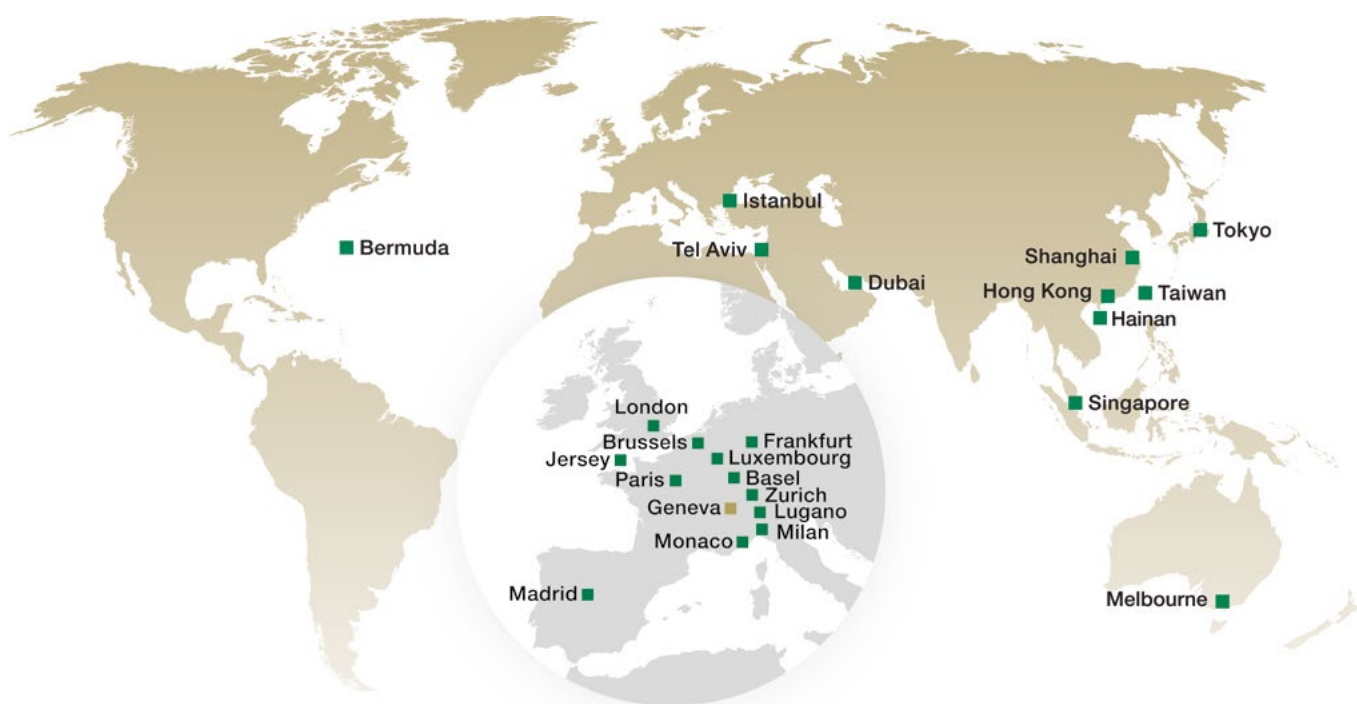 Istanbul
Bermuda
Tel Aviv
Tokyo
Shanghai
Dubai
Hong Kong
Taiwan
Hainan
Singapore
London
Brussels
Frankfurt
Jersey
Luxembourg
Paris
Basel
Zurich
Geneva
Lugano
Milan
Monaco
Madrid
Melbourne